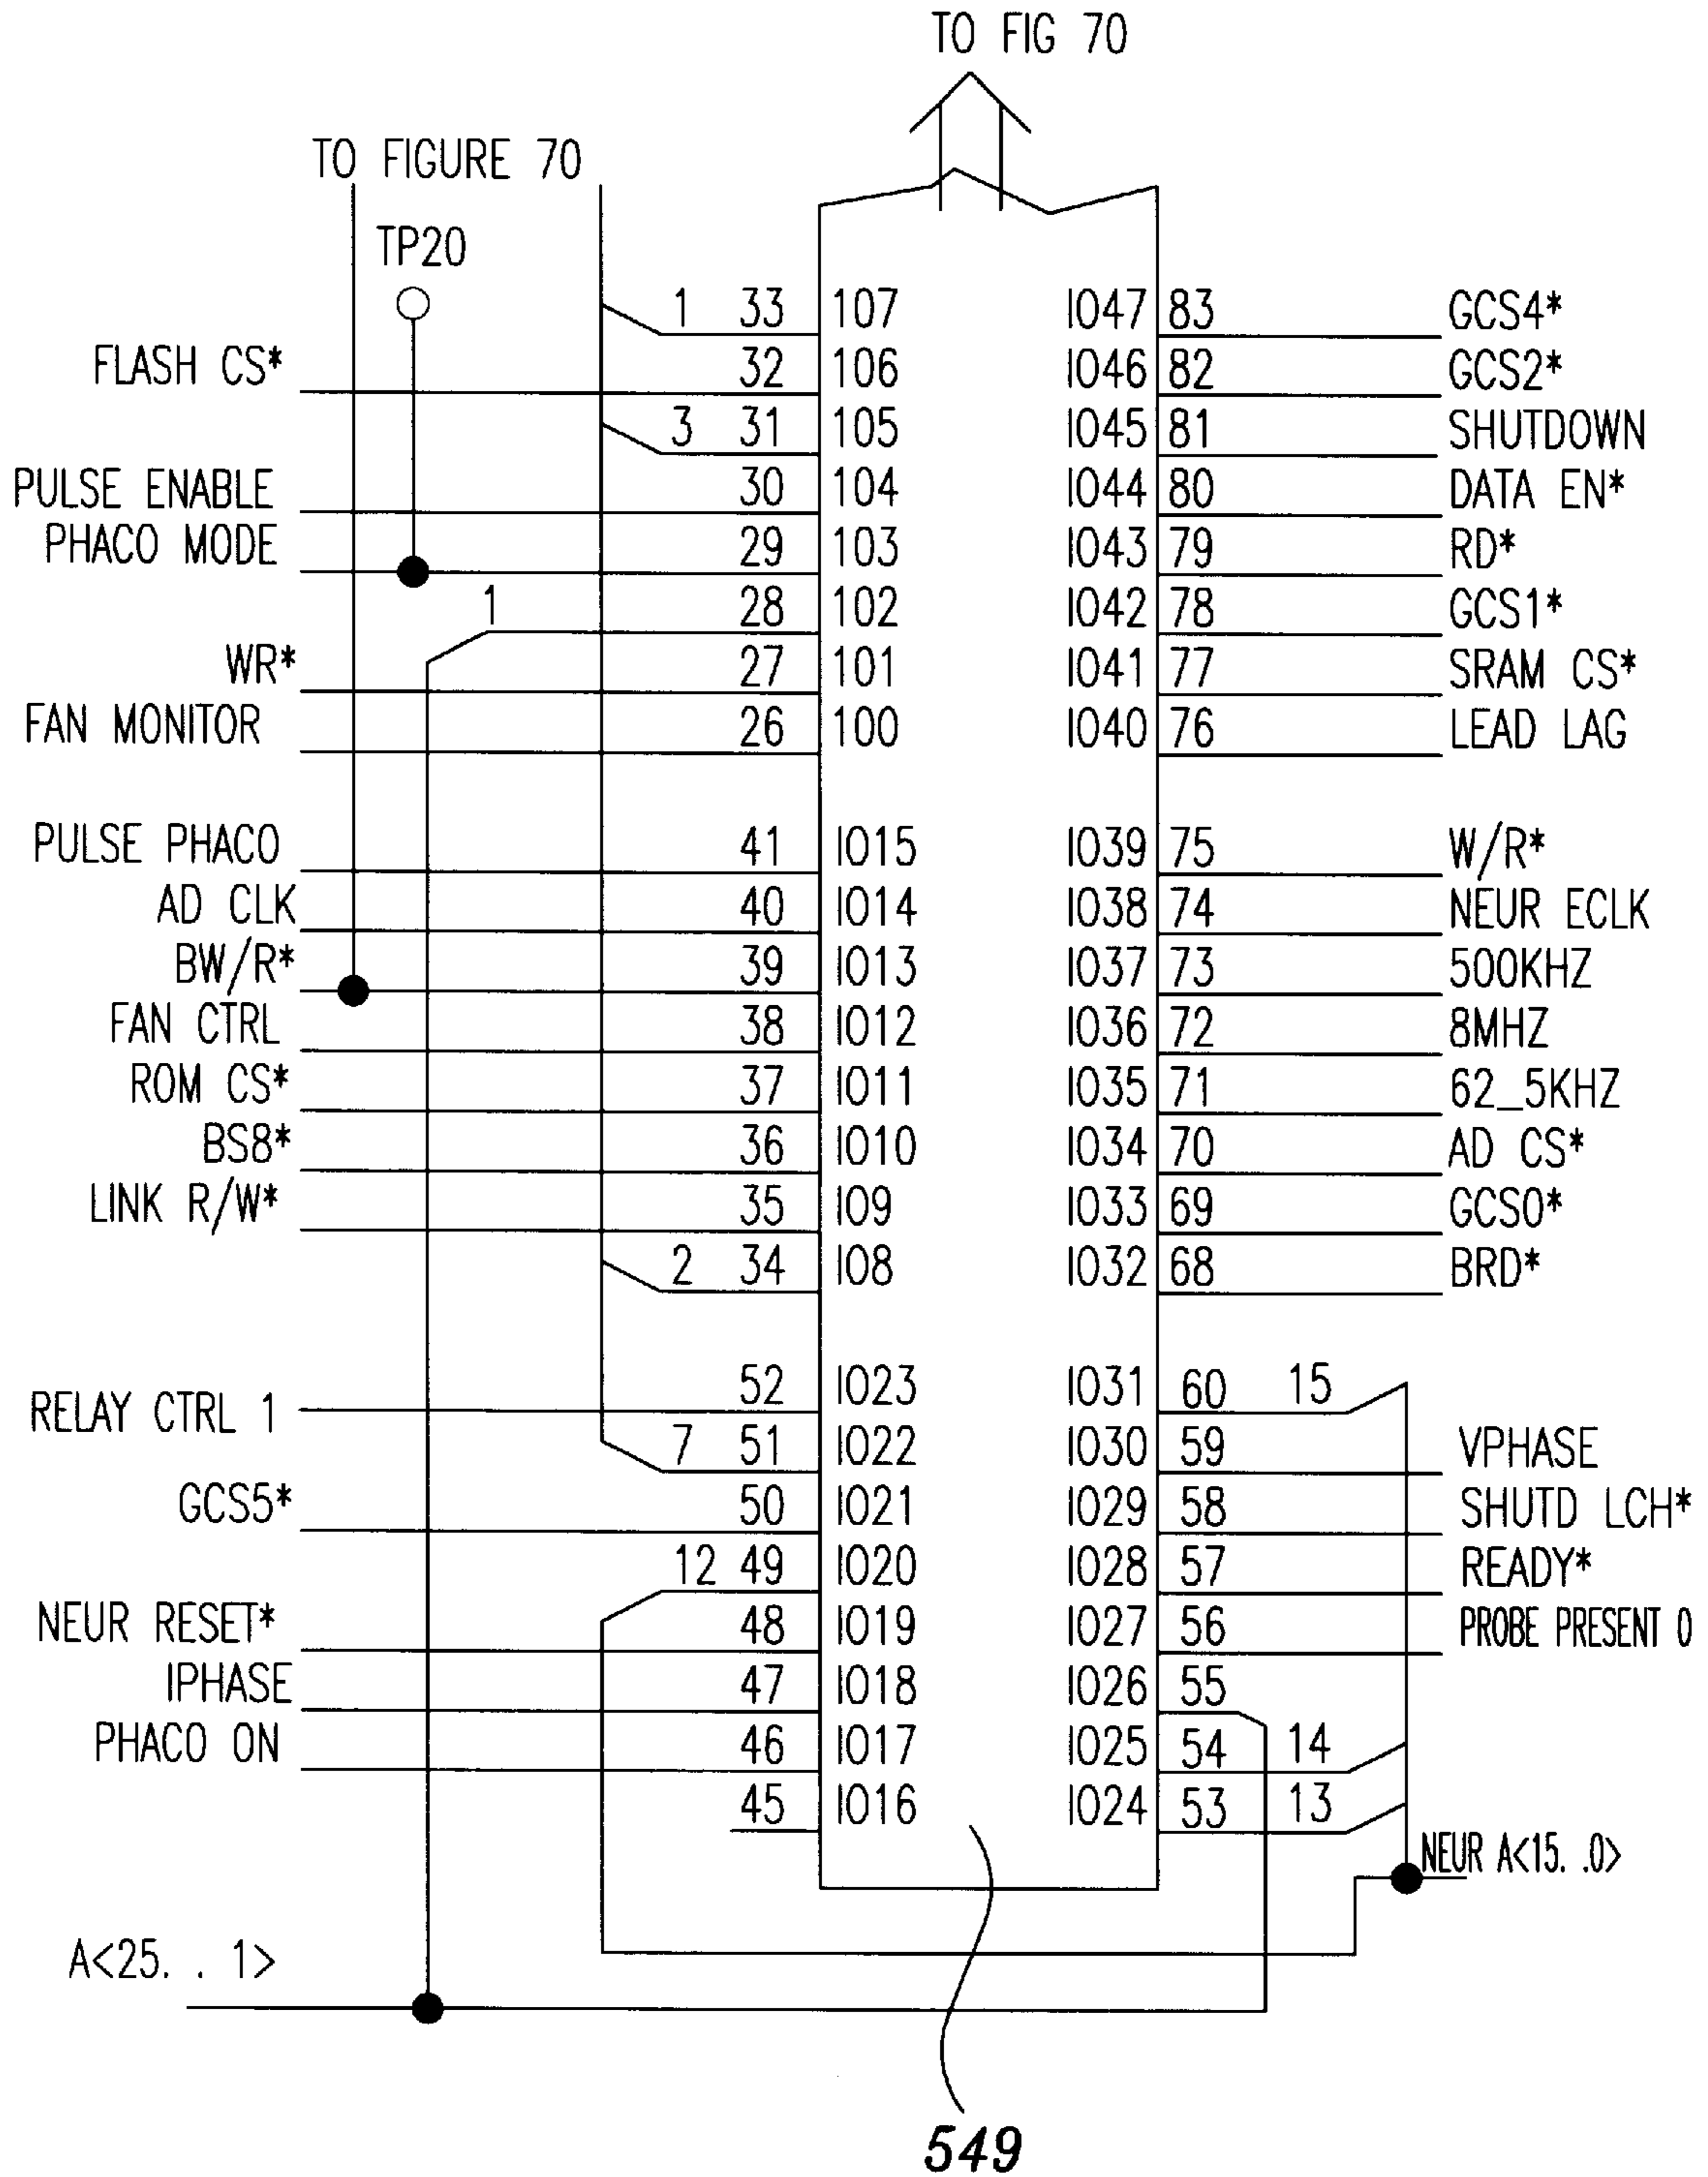 TO FIG 70
TO FIGURE 70
TP20
1 33 107 IO47 83 GCS4*
FLASH CS* 32 106 IO46 82 GCS2*
3 31 105 IO45 81 SHUTDOWN
PULSE ENABLE 30 104 IO44 80 DATA EN*
PHACO MODE 29 103 IO43 79 RD*
1 28 102 IO42 78 GCS1*
WR* 27 101 IO41 77 SRAM CS*
FAN MONITOR 26 100 IO40 76 LEAD LAG
PULSE PHACO 41 IO15 IO39 75 W/R*
AD CLK 40 IO14 IO38 74 NEUR ECLK
BW/R* 39 IO13 IO37 73 500KHZ
FAN CTRL 38 IO12 IO36 72 8MHZ
ROM CS* 37 IO11 IO35 71 62_5KHZ
BS8* 36 IO10 IO34 70 AD CS*
LINK R/W* 35 IO9 IO33 69 GCS0*
2 34 IO8 IO32 68 BRD*
RELAY CTRL 1 52 IO23 IO31 60 15
7 51 IO22 IO30 59 VPHASE
GCS5* 50 IO21 IO29 58 SHUTD LCH*
12 49 IO20 IO28 57 READY*
NEUR RESET* 48 IO19 IO27 56 PROBE PRESENT 0
IPHASE 47 IO18 IO26 55
PHACO ON 46 IO17 IO25 54 14
45 IO16 IO24 53 13
NEUR A<15. .0>
A<25. . 1>
549